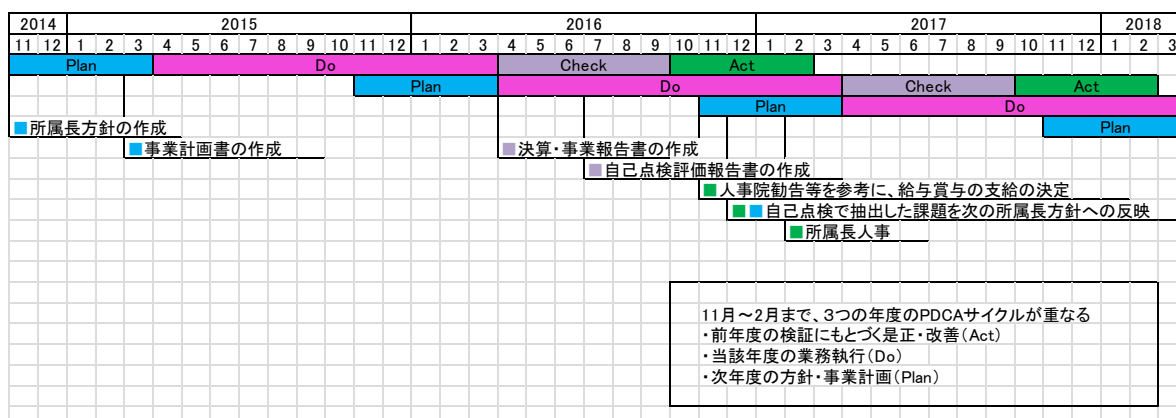 2014 2015 2016 2017 2018
11 12 1 2 3 4 5 6 7 8 9 10 11 12 1 2 3 4 5 6 7 8 9 10 11 12 1 2 3 4 5 6 7 8 9 10 11 12 1 2 3
Plan Do Check Act
Plan Do Check Act
Plan Do
Plan
■所属長方針の作成
■事業計画書の作成 ■決算・事業報告書の作成
■自己点検評価報告書の作成
■人事院勧告等を参考に、給与賞与の支給の決定
■■自己点検で抽出した課題を次の所属長方針への反映
■所属長人事
11月～2月まで、３つの年度のPDCAサイクルが重なる
・前年度の検証にもとづく是正・改善（Act）
・当該年度の業務執行（Do）
・次年度の方針・事業計画（Plan）